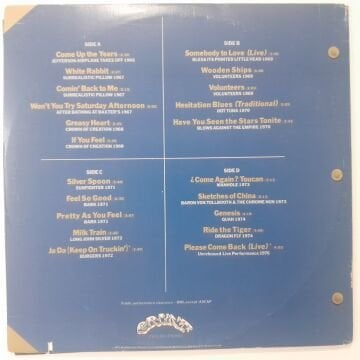 SIDE A
Come Up the Years
JEFFERSON AIRPLANE TAKES OFF 1966
White Rabbit
SURREALISTIC PILLOW 1967
Comin' Back to Me
SURREALISTIC PILLOW 1967
Won't You Try Saturday Afternoon
AFTER BATHING AT BAXTER'S 1967
Greasy Heart
CROWN OF CREATION 1968
If You Feel
CROWN OF CREATION 1968
SIDE B
Somebody to Love (Live)
BLESS ITS POINTED LITTLE HEAD 1969
Wooden Ships
VOLUNTEERS 1969
Volunteers
VOLUNTEERS 1969
Hesitation Blues (Traditional)
HOT TUNA 1970
Have You Seen the Stars Tonite
BLOWS AGAINST THE EMPIRE 1970
SIDE C
Silver Spoon
SUNFIGHTER 1971
Feel So Good
BARK 1971
Pretty As You Feel
BARK 1971
Milk Train
LONG JOHN SILVER 1972
Ja Da (Keep On Truckin')
BURGERS 1972
SIDE D
¿Come Again? Toucan
MANHOLE 1973
Sketches of China
BARON VON TOLLBOOTH & THE CHROME NUN 1973
Genesis
QUAH 1974
Ride the Tiger
DRAGON FLY 1974
Please Come Back (Live)
Unreleased Live Performance 1975
GRUNT